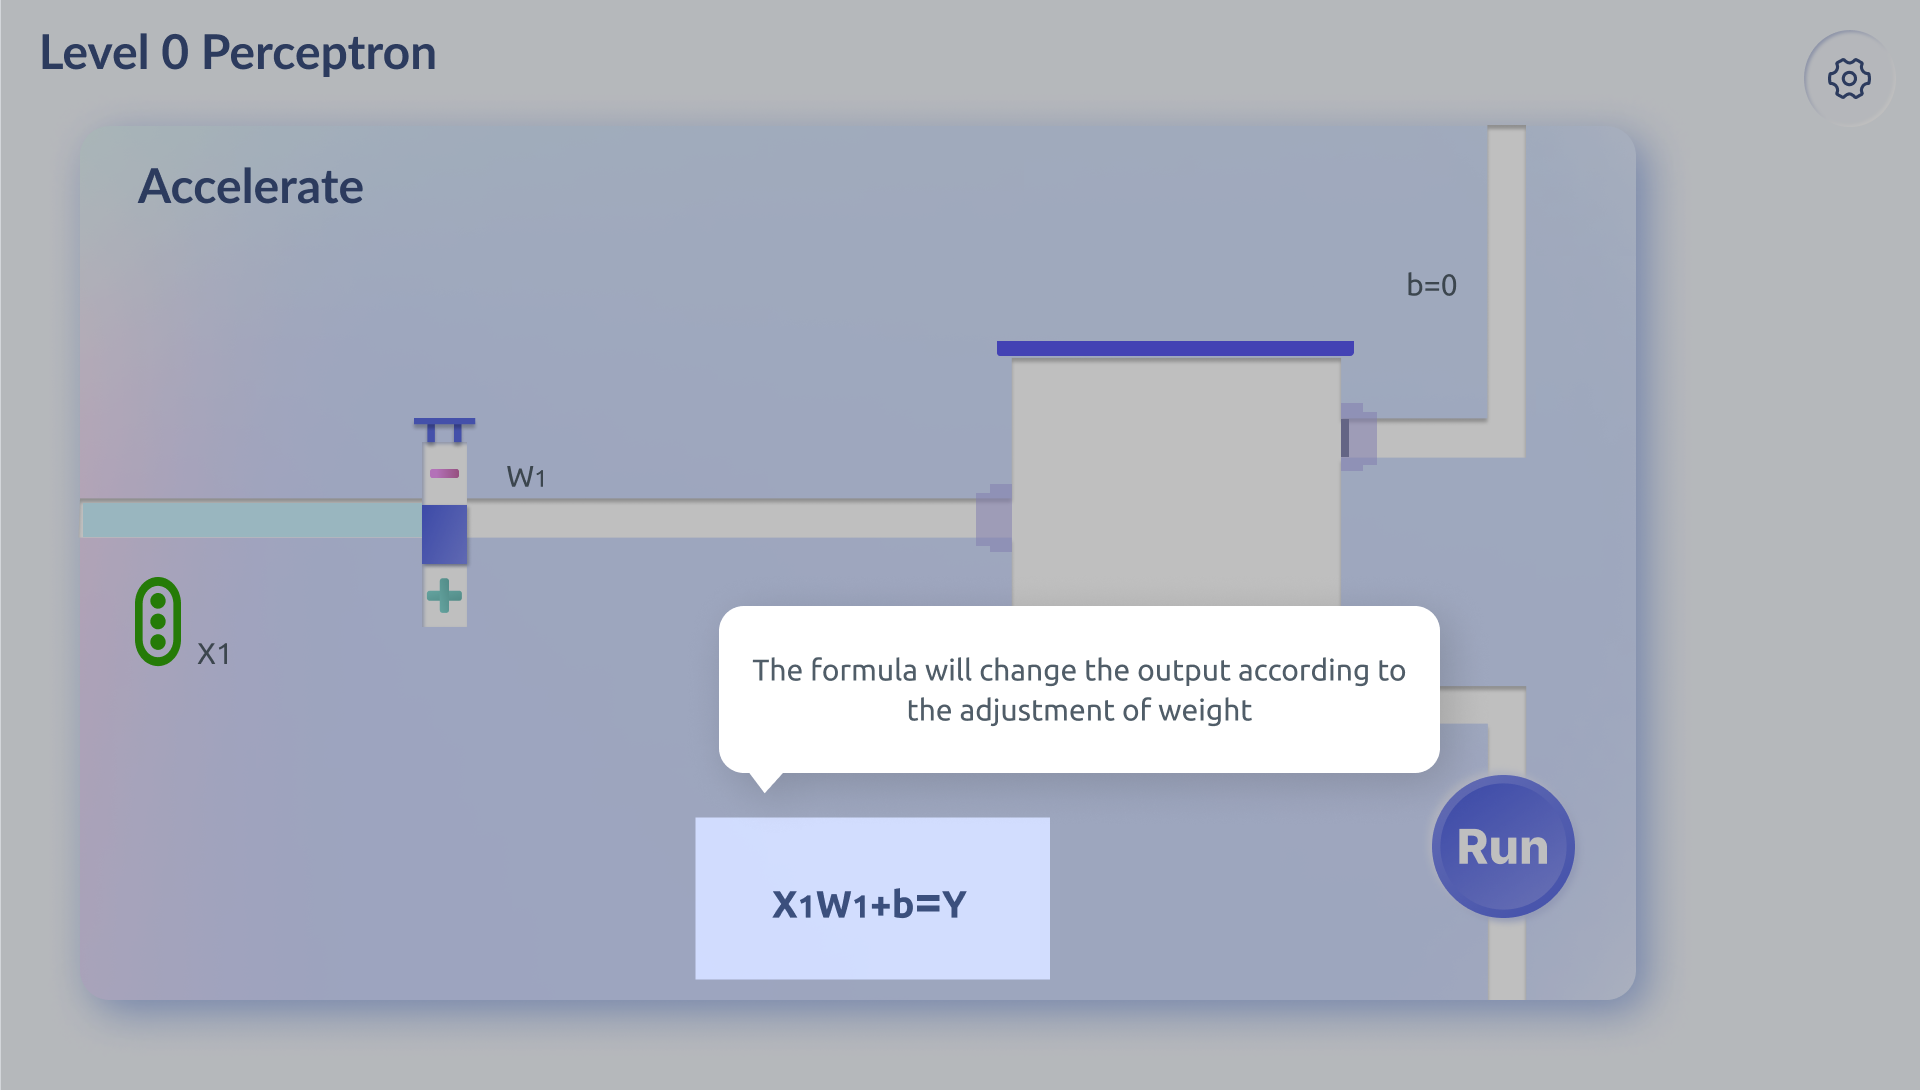 Level 0 Perceptron
Accelerate
b=0
W1
X1
The formula will change the output according to
the adjustment of weight
Run
X1W1+b=Y